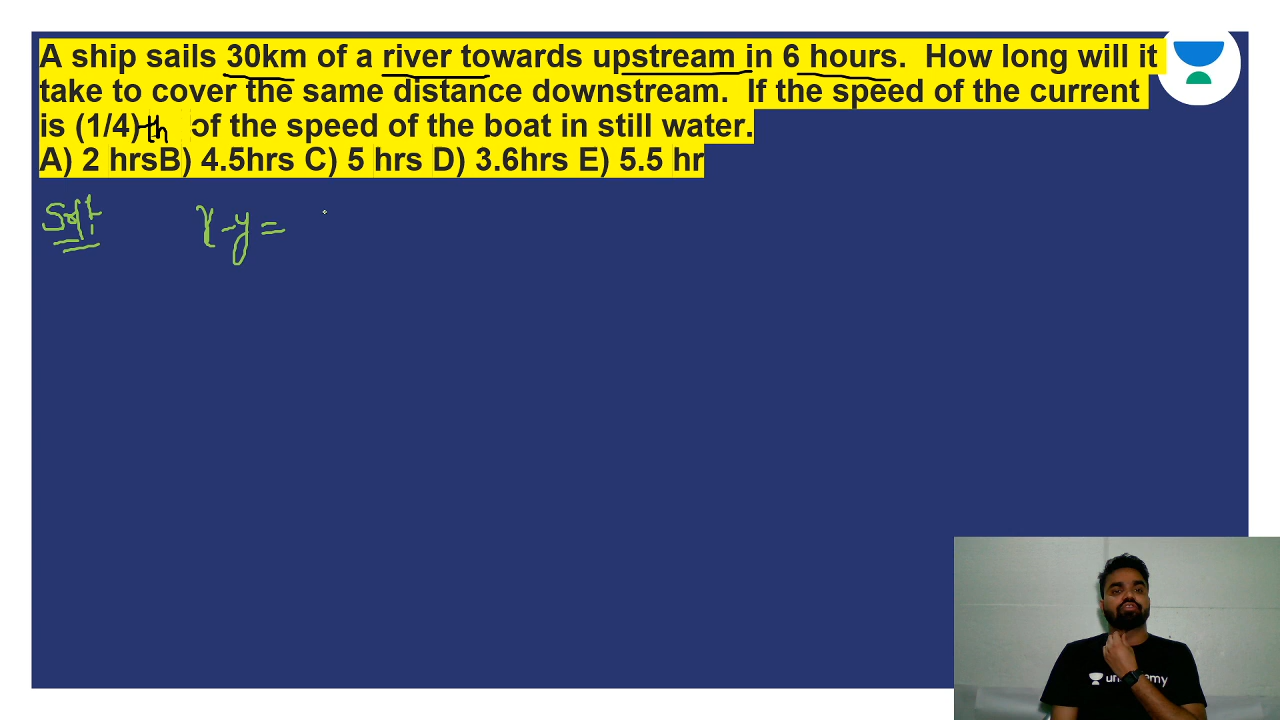 A ship sails 30km of a river towards upstream in 6 hours. How long will it
take to cover the same distance downstream. If the speed of the current
is (1/4)th of the speed of the boat in still water.
A) 2 hrsB) 4.5hrs C) 5 hrs D) 3.6hrs E) 5.5 hr
x-y=